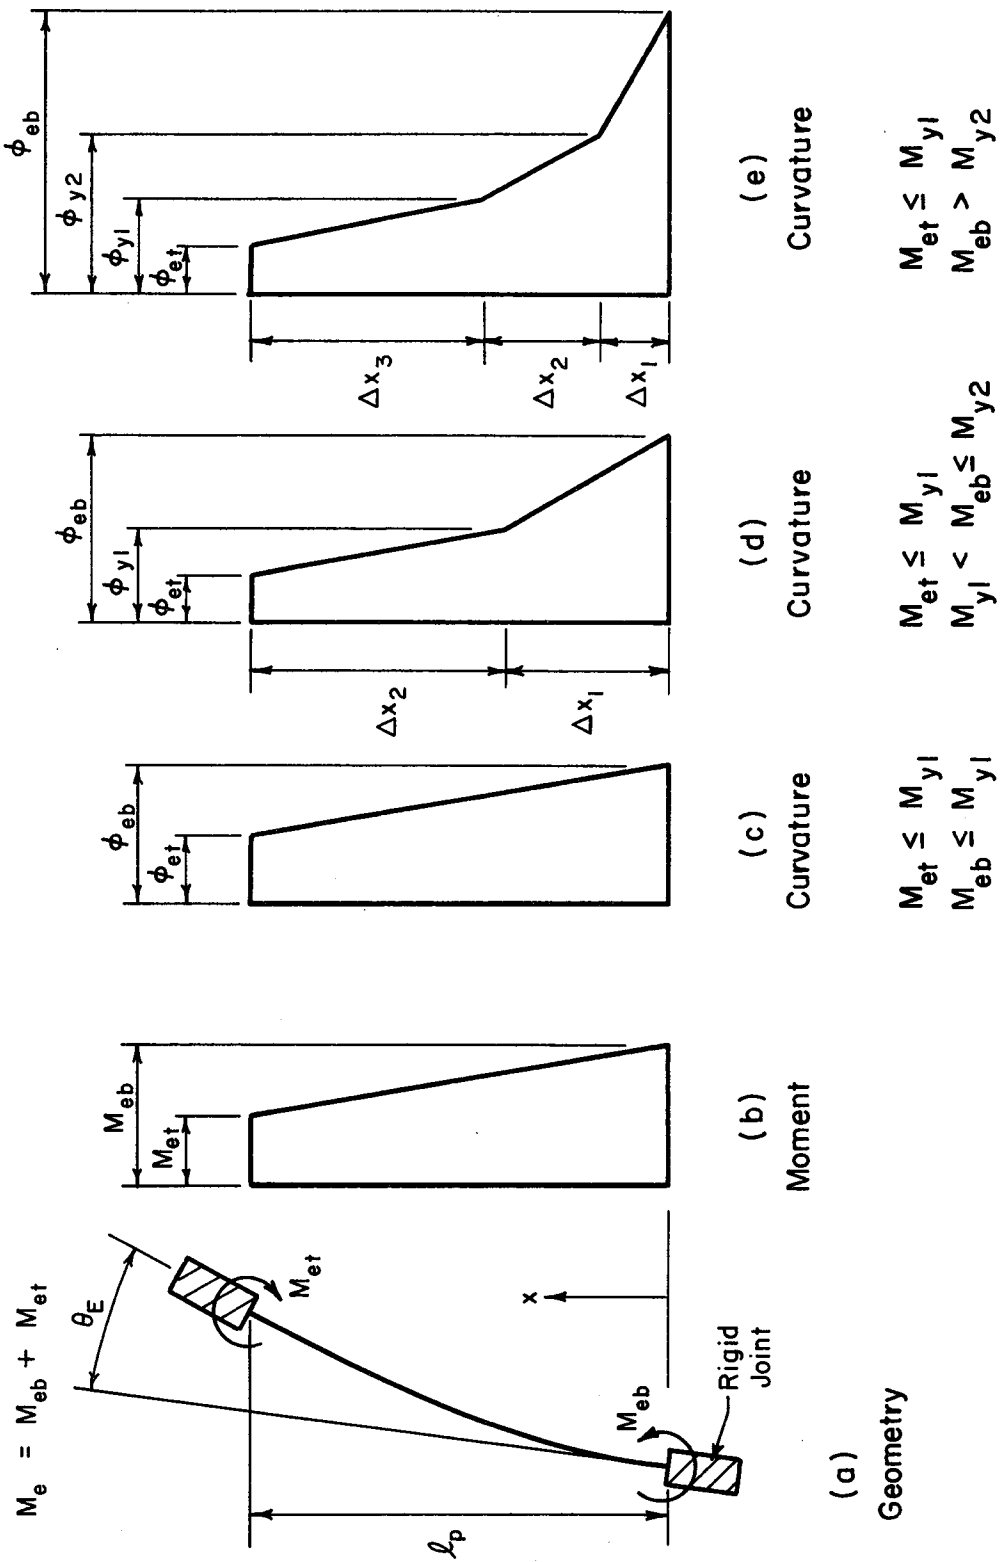 M_e = M_eb + M_et
θ_E
M_et
M_eb
x
ℓ_p
Rigid
Joint
(a)
Geometry
M_eb
M_et
(b)
Moment
ϕ_eb
ϕ_et
(c)
Curvature
M_et ≤ M_y1
M_eb ≤ M_y1
ϕ_eb
ϕ_y1
ϕ_et
Δx_2
Δx_1
(d)
Curvature
M_et ≤ M_y1
M_y1 < M_eb ≤ M_y2
ϕ_eb
ϕ_y2
ϕ_y1
ϕ_et
Δx_3
Δx_2
Δx_1
(e)
Curvature
M_et ≤ M_y1
M_eb > M_y2